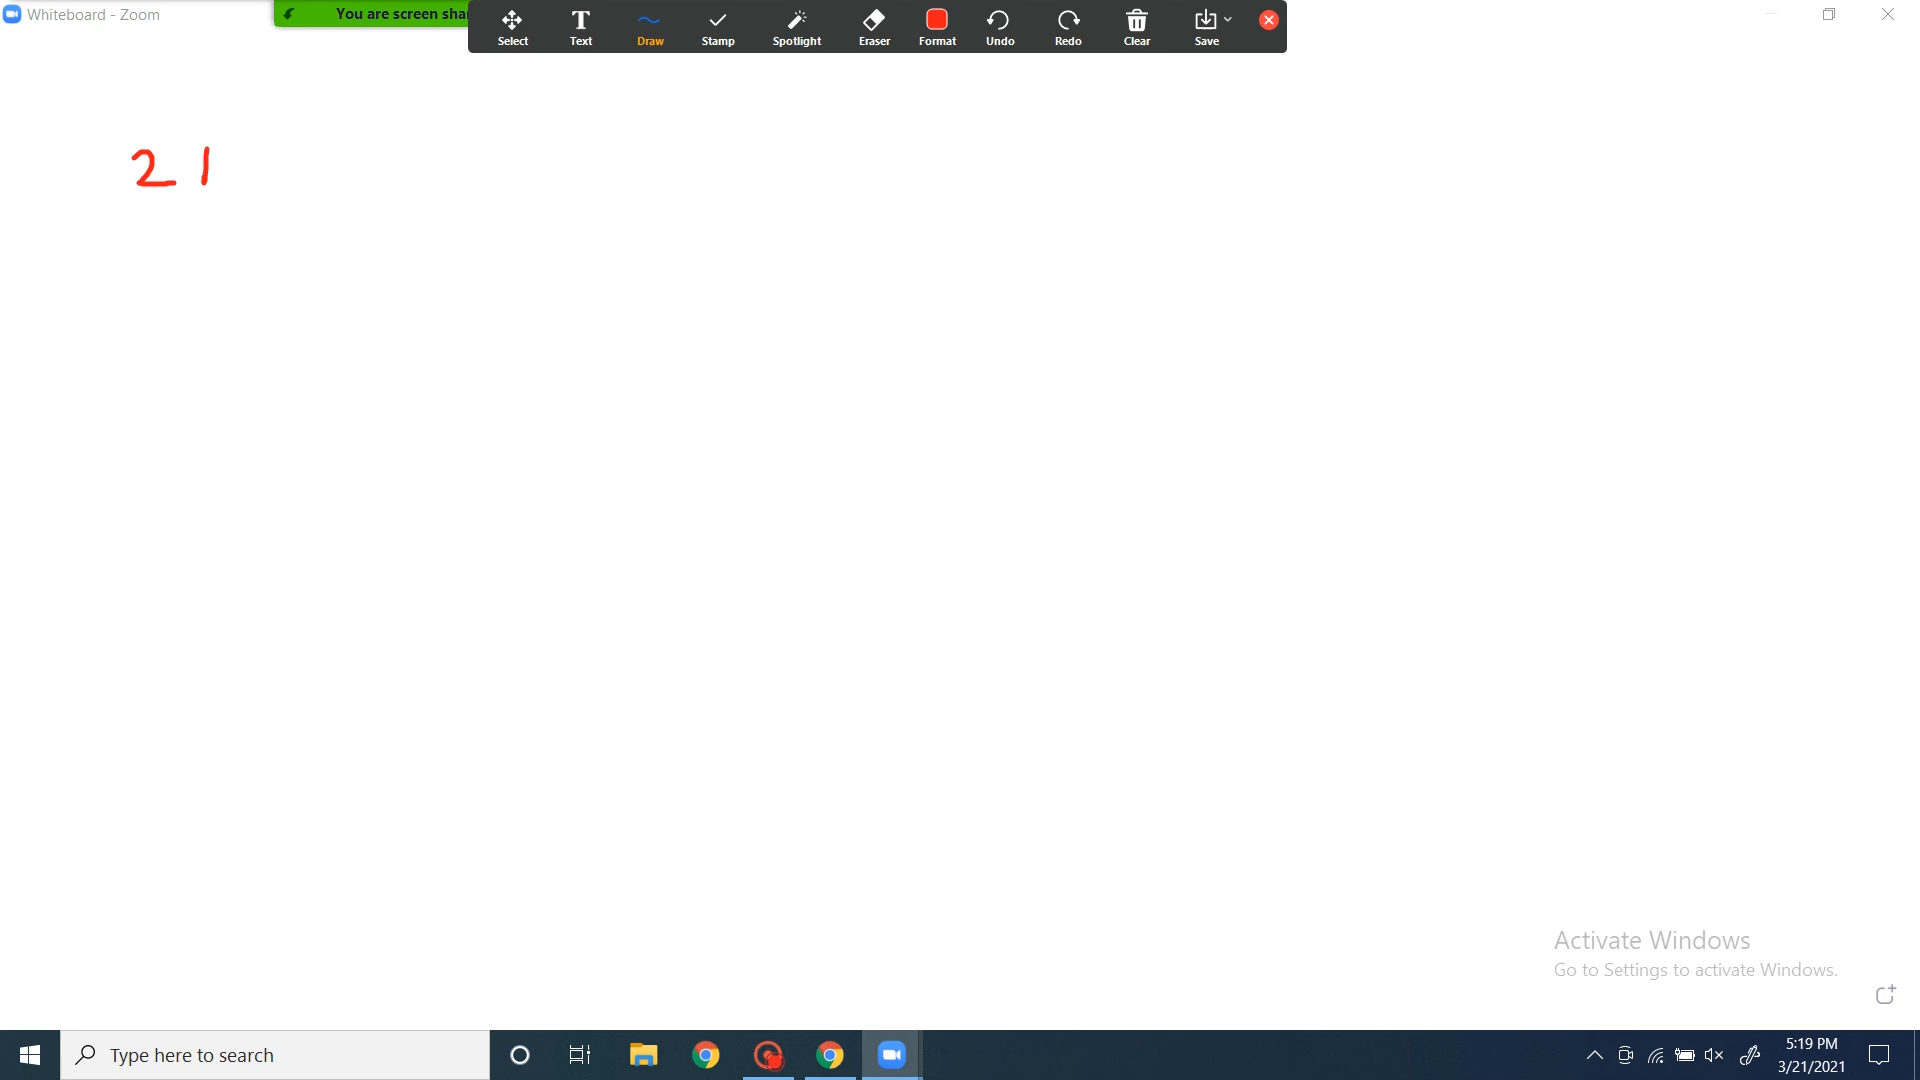 Whiteboard - Zoom
You are screen sha
Select Text Draw Stamp Spotlight Eraser Format Undo Redo Clear Save
2 1
Activate Windows
Go to Settings to activate Windows.
Type here to search
5:19 PM
3/21/2021